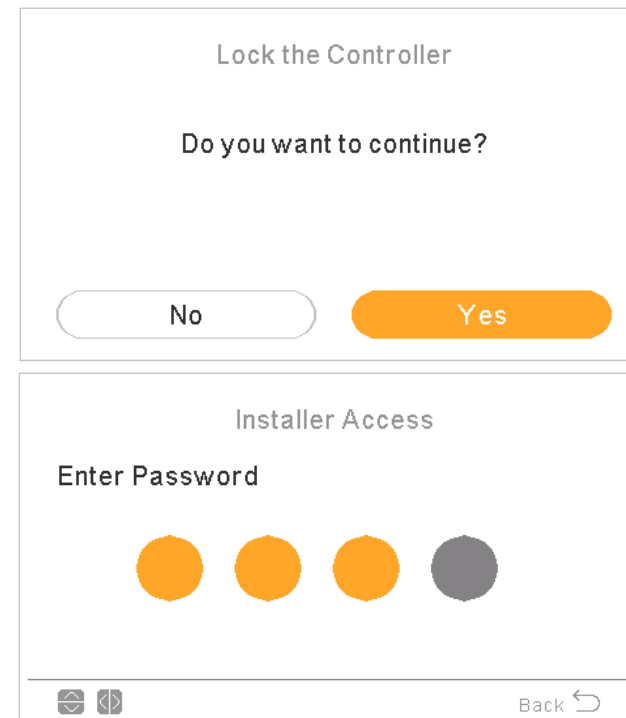 Lock the Controller
Do you want to continue?
No
Yes
Installer Access
Enter Password
Back